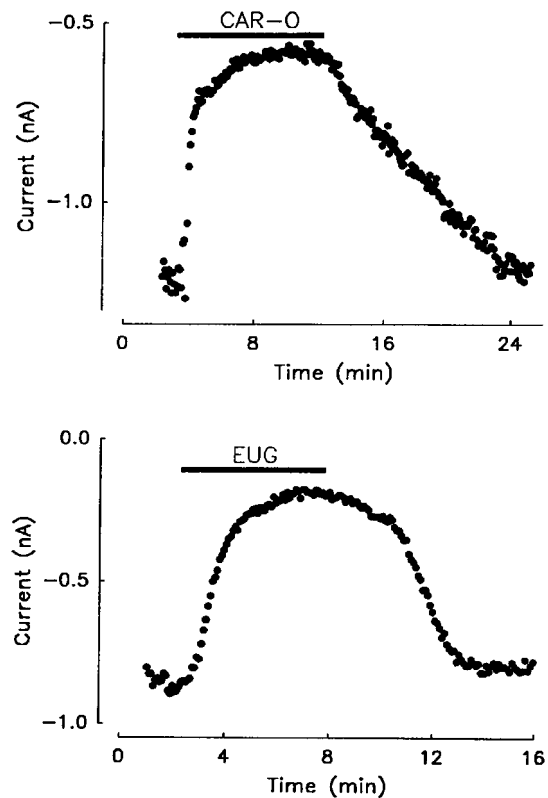 CAR-O
-0.5
-1.0
Current (nA)
0 8 16 24
Time (min)
EUG
0.0
-0.5
-1.0
Current (nA)
0 4 8 12 16
Time (min)